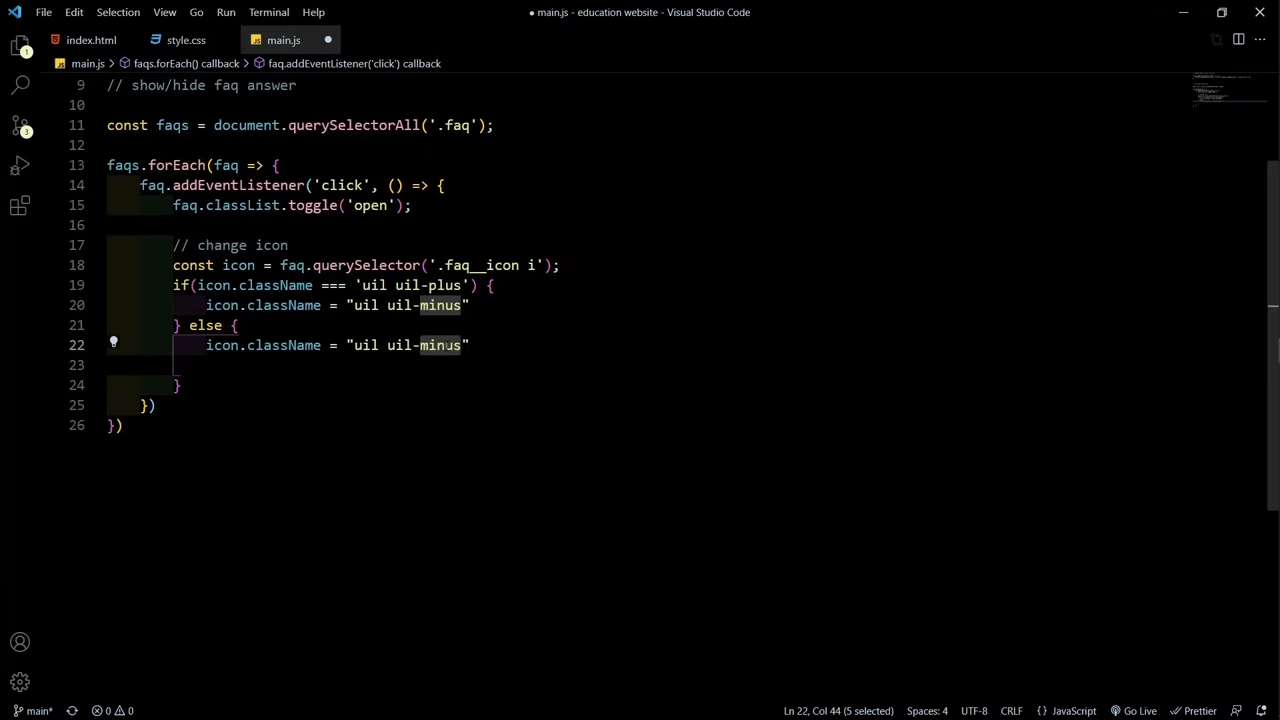 File Edit Selection View Go Run Terminal Help
● main.js - education website - Visual Studio Code
index.html style.css main.js
main.js > faqs.forEach() callback > faq.addEventListener('click') callback
9 // show/hide faq answer
10
11 const faqs = document.querySelectorAll('.faq');
12
13 faqs.forEach(faq => {
14 faq.addEventListener('click', () => {
15 faq.classList.toggle('open');
16
17 // change icon
18 const icon = faq.querySelector('.faq__icon i');
19 if(icon.className === 'uil uil-plus') {
20 icon.className = "uil uil-minus"
21 } else {
22 icon.className = "uil uil-minus"
23
24 }
25 })
26 })
1
3
main* 0 0 Ln 22, Col 44 (5 selected) Spaces: 4 UTF-8 CRLF {} JavaScript Go Live Prettier